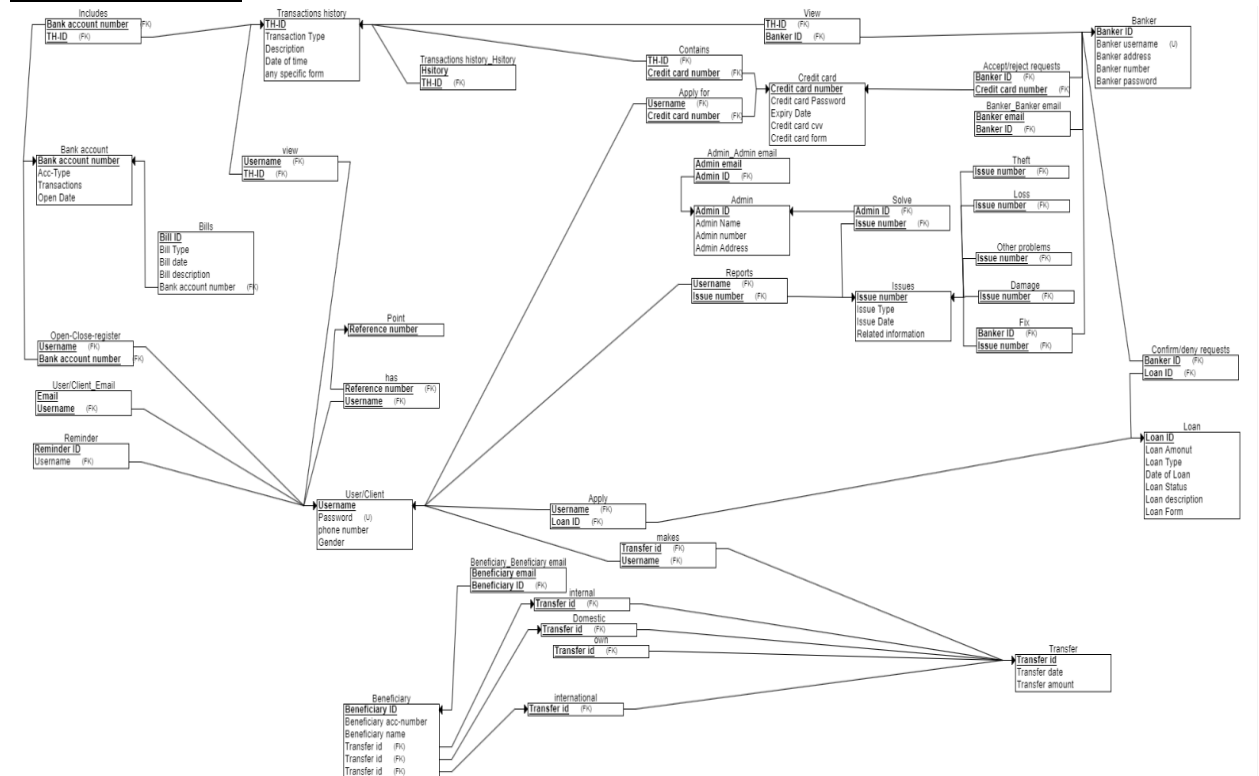 Includes
Bank account number (FK)
TH-ID (FK)
Transactions history
TH-ID
Transaction Type
Description
Date of time
any specific form
Transactions history_Hsitory
Hsitory
TH-ID (FK)
View
TH-ID (FK)
Banker ID (FK)
Banker
Banker ID
Banker username (U)
Banker address
Banker number
Banker password
Contains
TH-ID (FK)
Credit card number (FK)
Apply for
Username (FK)
Credit card number (FK)
Credit card
Credit card number
Credit card Password
Expiry Date
Credit card cvv
Credit card form
Accept/reject requests
Banker ID (FK)
Credit card number (FK)
Banker_Banker email
Banker email
Banker ID (FK)
Bank account
Bank account number
Acc-Type
Transactions
Open Date
view
Username (FK)
TH-ID (FK)
Bills
Bill ID
Bill Type
Bill date
Bill description
Bank account number (FK)
Admin_Admin email
Admin email
Admin ID (FK)
Admin
Admin ID
Admin Name
Admin number
Admin Address
Solve
Admin ID (FK)
Issue number (FK)
Theft
Issue number (FK)
Loss
Issue number (FK)
Other problems
Issue number (FK)
Damage
Issue number (FK)
Fix
Banker ID (FK)
Issue number (FK)
Reports
Username (FK)
Issue number (FK)
Issues
Issue number
Issue Type
Issue Date
Related information
Point
Reference number
has
Reference number (FK)
Username (FK)
Open-Close-register
Username (FK)
Bank account number (FK)
User/Client_Email
Email
Username (FK)
Reminder
Reminder ID
Username (FK)
Confirm/deny requests
Banker ID (FK)
Loan ID (FK)
Loan
Loan ID
Loan Amonut
Loan Type
Date of Loan
Loan Status
Loan description
Loan Form
User/Client
Username
Password (U)
phone number
Gender
Apply
Username (FK)
Loan ID (FK)
makes
Transfer id (FK)
Username (FK)
Beneficiary_Beneficiary email
Beneficiary email
Beneficiary ID (FK)
internal
Transfer id (FK)
Domestic
Transfer id (FK)
own
Transfer id (FK)
international
Transfer id (FK)
Transfer
Transfer id
Transfer date
Transfer amount
Beneficiary
Beneficiary ID
Beneficiary acc-number
Beneficiary name
Transfer id (FK)
Transfer id (FK)
Transfer id (FK)